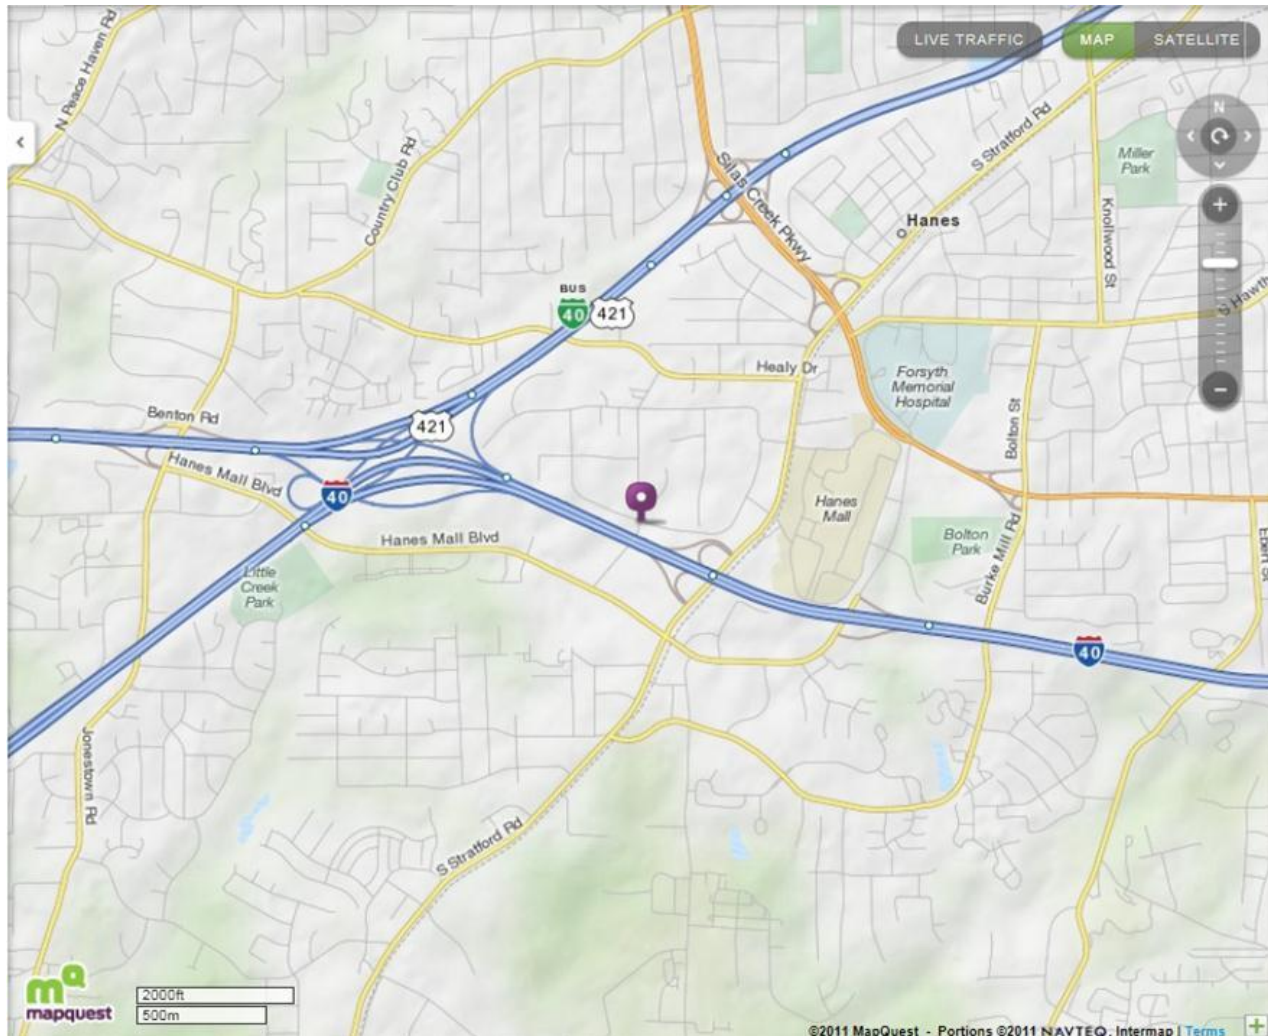 LIVE TRAFFIC
MAP
SATELLITE
N Peace Haven Rd
Country Club Rd
Silas Creek Pkwy
S Stratford Rd
Miller
Park
N
Hanes
Knollwood St
S Hawth
BUS
40
421
Healy Dr
Forsyth
Memorial
Hospital
Benton Rd
421
Bolton St
Hanes Mall Blvd
40
Hanes
Mall
Hanes Mall Blvd
Bolton
Park
Ebert St
Little
Creek
Park
Burke Mill Rd
40
Jonestown Rd
S Stratford Rd
mapquest
2000ft
500m
©2011 MapQuest - Portions ©2011 NAVTEQ, Intermap | Terms